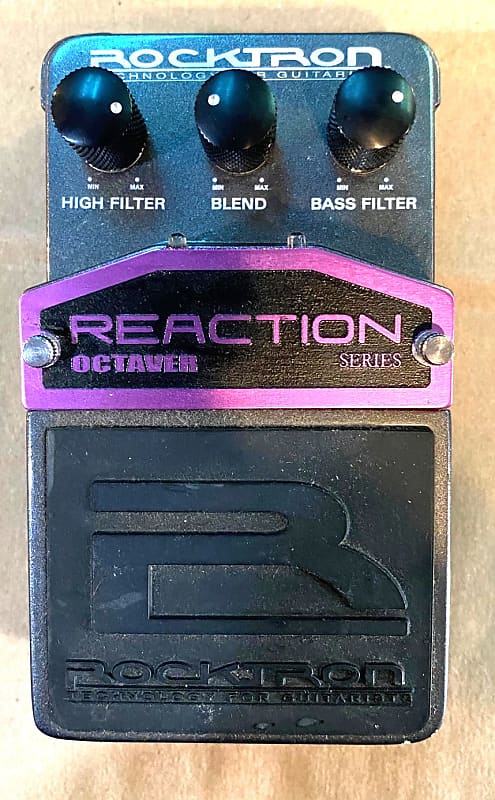 ROCKTRON
TECHNOLOGY FOR GUITARISTS
MIN MAX MIN MAX MIN MAX
HIGH FILTER BLEND BASS FILTER
REACTION
OCTAVER SERIES
ROCKTRON
TECHNOLOGY FOR GUITARISTS